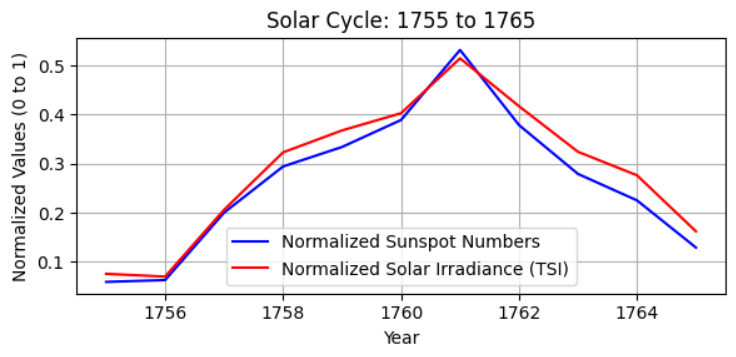 Solar Cycle: 1755 to 1765
Normalized Values (0 to 1)
0.5
0.4
0.3
0.2
0.1
Normalized Sunspot Numbers
Normalized Solar Irradiance (TSI)
1756 1758 1760 1762 1764
Year